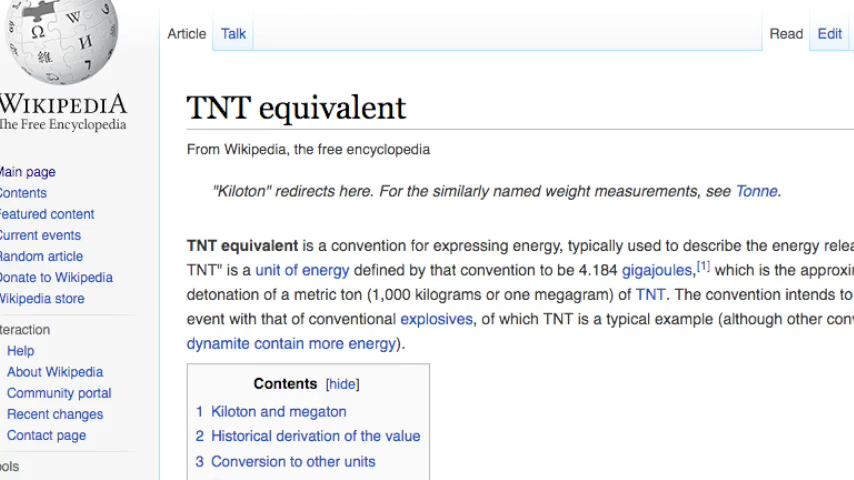 Article Talk Read Edit
WIKIPEDIA
The Free Encyclopedia
TNT equivalent
From Wikipedia, the free encyclopedia
"Kiloton" redirects here. For the similarly named weight measurements, see Tonne.
TNT equivalent is a convention for expressing energy, typically used to describe the energy
TNT" is a unit of energy defined by that convention to be 4.184 gigajoules,[1] which is the
detonation of a metric ton (1,000 kilograms or one megagram) of TNT. The convention intends to
event with that of conventional explosives, of which TNT is a typical example (although other
dynamite contain more energy).
Contents [hide]
1 Kiloton and megaton
2 Historical derivation of the value
3 Conversion to other units
Main page
Contents
Featured content
Current events
Random article
Donate to Wikipedia
Wikipedia store
Interaction
Help
About Wikipedia
Community portal
Recent changes
Contact page